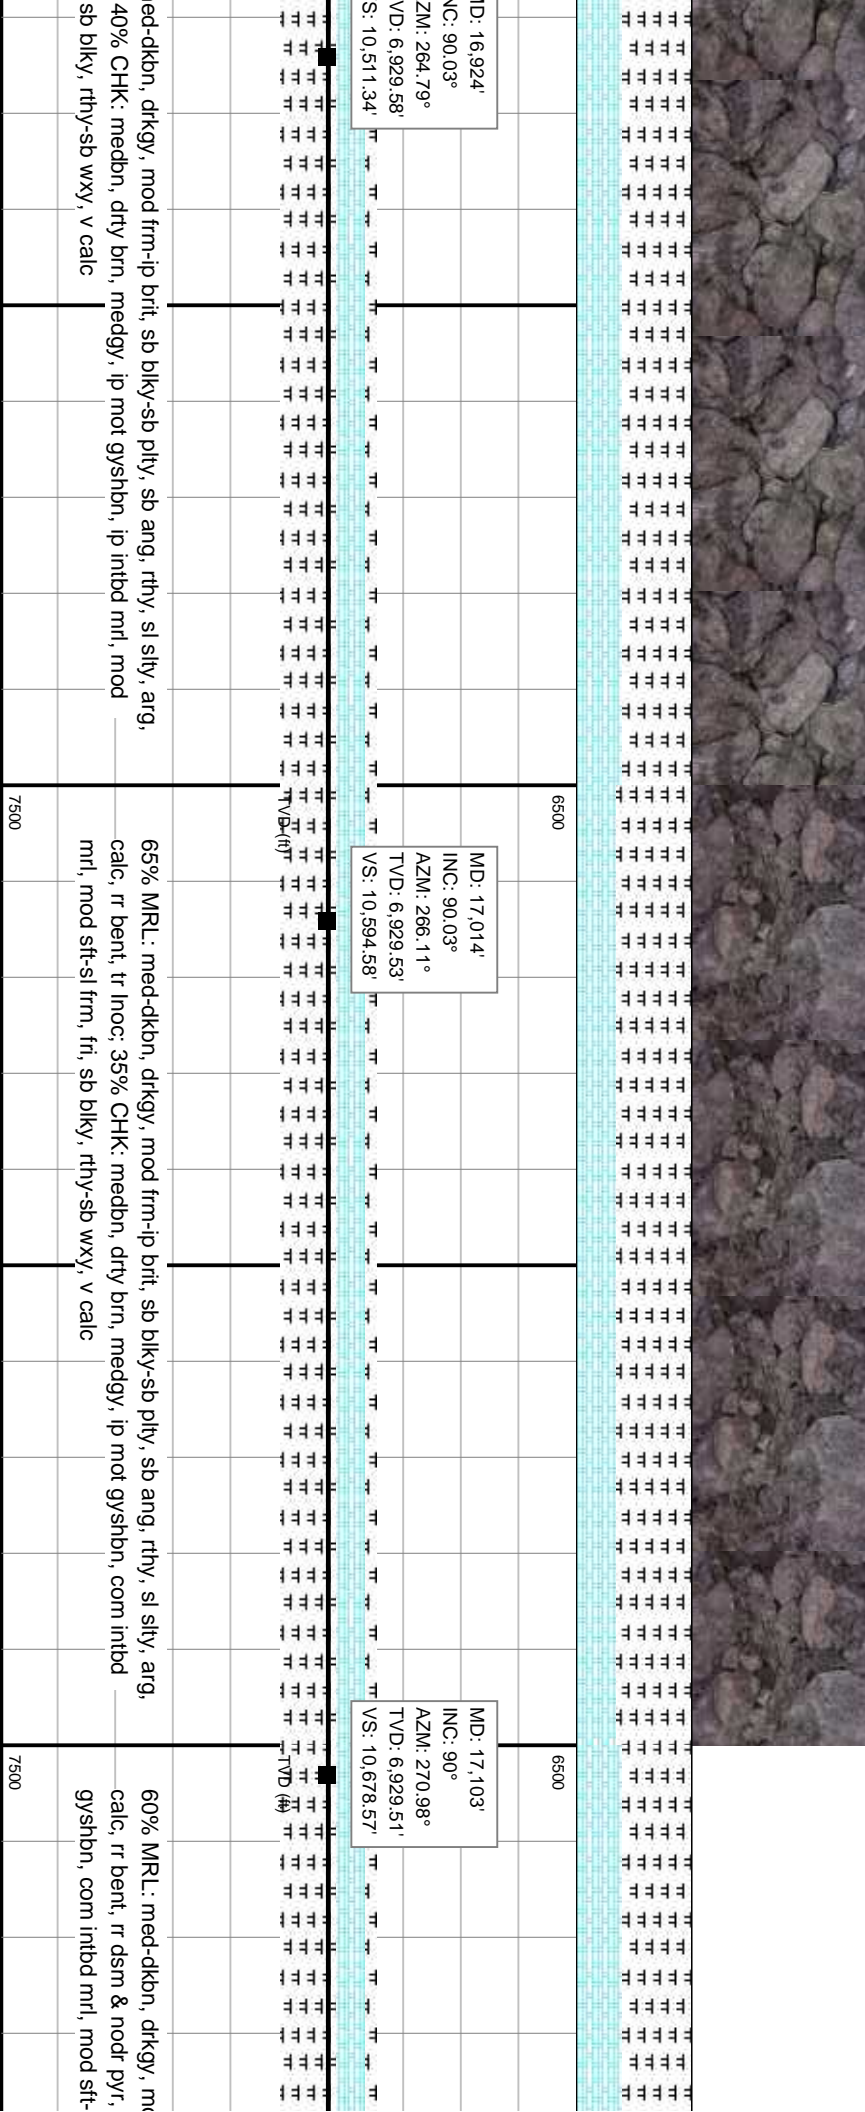 MD: 16,924'
INC: 90.03°
AZM: 264.79°
TVD: 6,929.58'
VS: 10,511.34'
med-dkbn, drkgy, mod frm-ip brit, sb blky-sb plty, sb ang, rthy, sl slty, arg,
40% CHK: medbn, drty brn, medgy, ip mot gyshbn, ip intbd mrl, mod
sb blky, rthy-sb wxy, v calc
6500
TVD (ft)
7500
MD: 17,014'
INC: 90.03°
AZM: 266.11°
TVD: 6,929.53'
VS: 10,594.58'
65% MRL: med-dkbn, drkgy, mod frm-ip brit, sb blky-sb plty, sb ang, rthy, sl slty, arg,
calc, rr bent, tr Inoc; 35% CHK: medbn, drty brn, medgy, ip mot gyshbn, com intbd
mrl, mod sft-sl frm, fri, sb blky, rthy-sb wxy, v calc
6500
TVD (ft)
7500
MD: 17,103'
INC: 90°
AZM: 270.98°
TVD: 6,929.51'
VS: 10,678.57'
60% MRL: med-dkbn, drkgy, mo
calc, rr bent, rr dsm & nodr pyr,
gyshbn, com intbd mrl, mod sft-